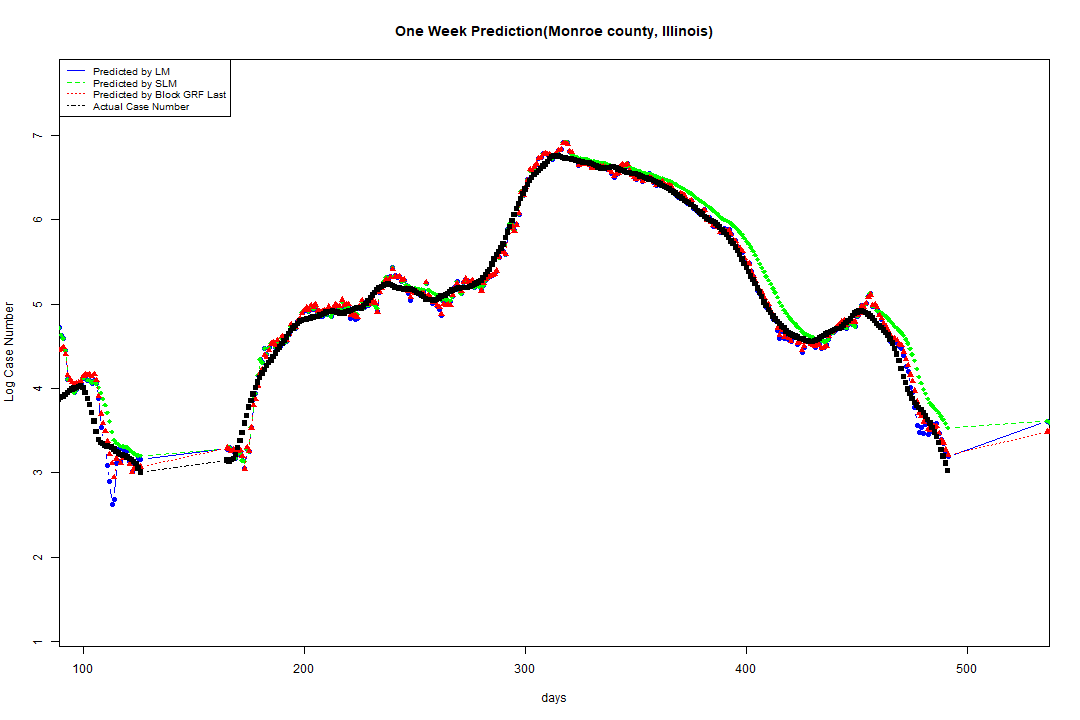 One Week Prediction(Monroe county, Illinois)
Predicted by LM
Predicted by SLM
Predicted by Block GRF Last
Actual Case Number
7
6
5
4
3
2
1
Log Case Number
100 200 300 400 500
days